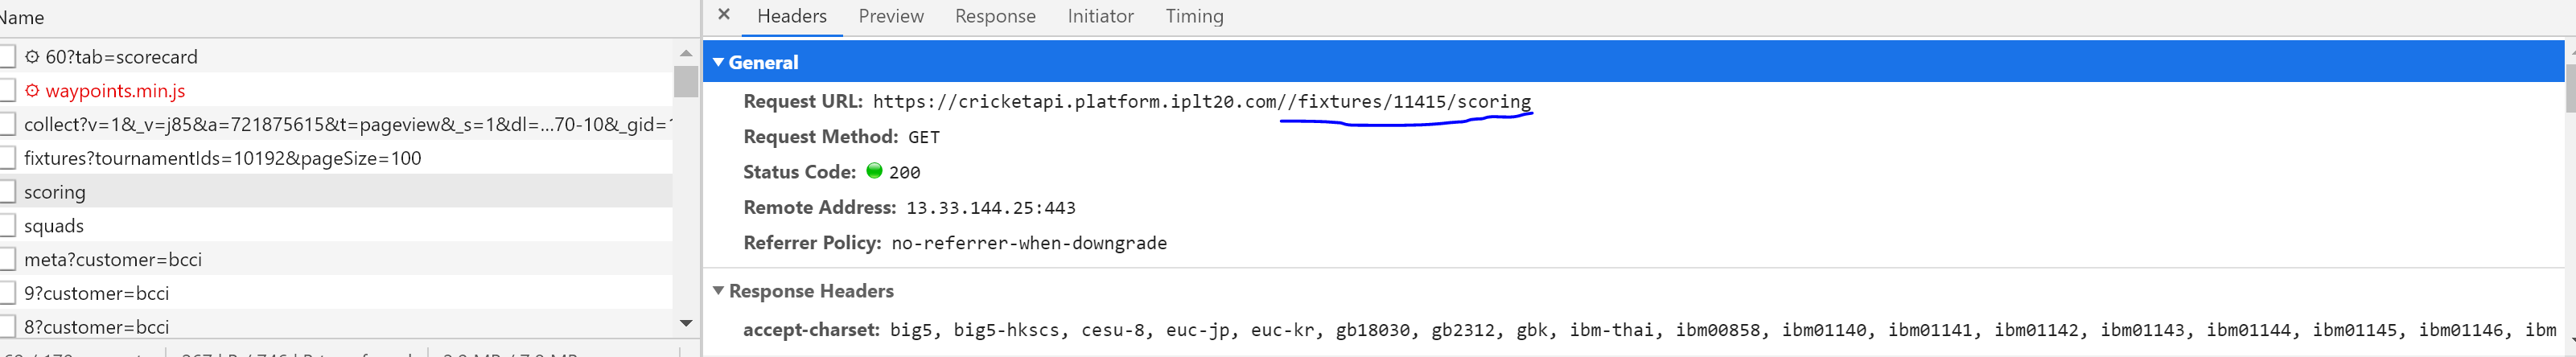 Name
60?tab=scorecard
waypoints.min.js
collect?v=1&_v=j85&a=721875615&t=pageview&_s=1&dl=...70-10&_gid=1
fixtures?tournamentIds=10192&pageSize=100
scoring
squads
meta?customer=bcci
9?customer=bcci
8?customer=bcci
Headers Preview Response Initiator Timing
General
Request URL: https://cricketapi.platform.iplt20.com//fixtures/11415/scoring
Request Method: GET
Status Code: 200
Remote Address: 13.33.144.25:443
Referrer Policy: no-referrer-when-downgrade
Response Headers
accept-charset: big5, big5-hkscs, cesu-8, euc-jp, euc-kr, gb18030, gb2312, gbk, ibm-thai, ibm00858, ibm01140, ibm01141, ibm01142, ibm01143, ibm01144, ibm01145, ibm01146, ibm